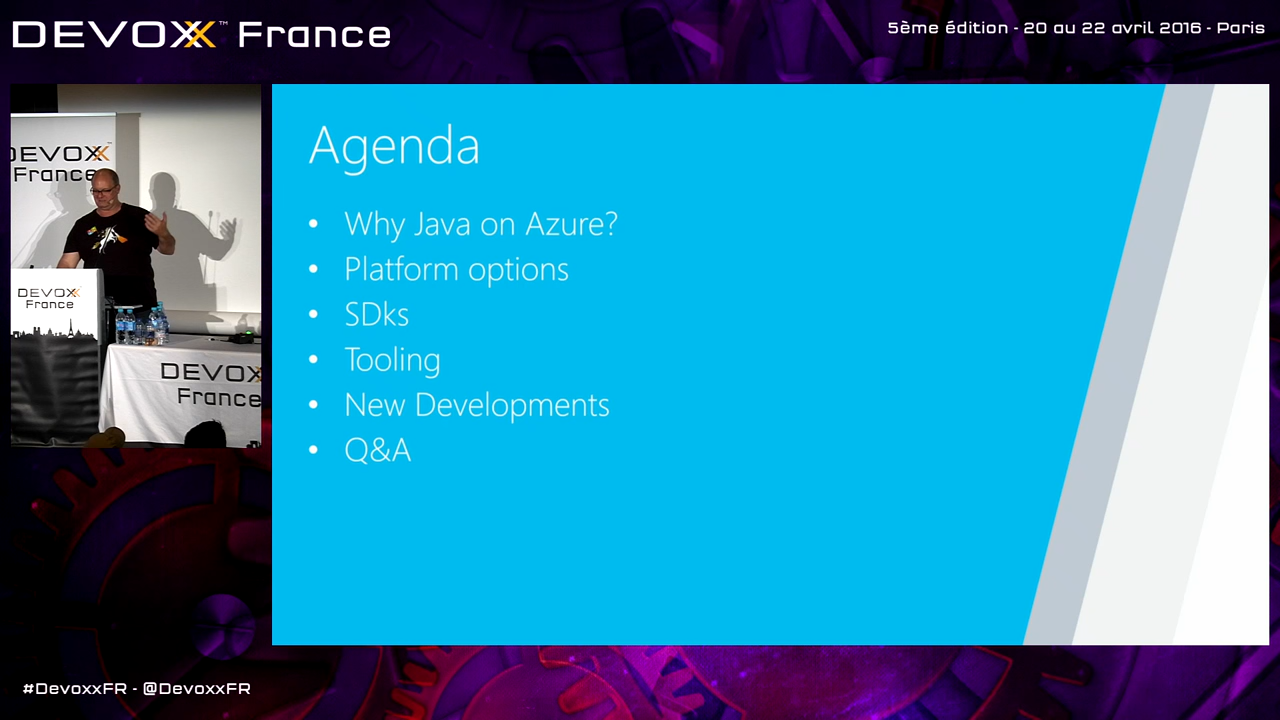 DEVOXX™ France
5ème édition - 20 au 22 avril 2016 - Paris
DEVOXX
France
DEVOXX
France
DEVOXX
France
Agenda
• Why Java on Azure?
• Platform options
• SDks
• Tooling
• New Developments
• Q&A
#DevoxxFR - @DevoxxFR